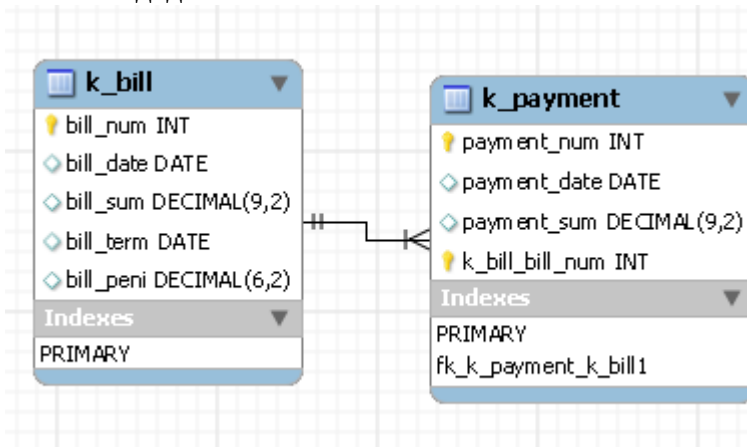 k_bill
bill_num INT
bill_date DATE
bill_sum DECIMAL(9,2)
bill_term DATE
bill_peni DECIMAL(6,2)
Indexes
PRIMARY
k_payment
payment_num INT
payment_date DATE
payment_sum DECIMAL(9,2)
k_bill_bill_num INT
Indexes
PRIMARY
fk_k_payment_k_bill1